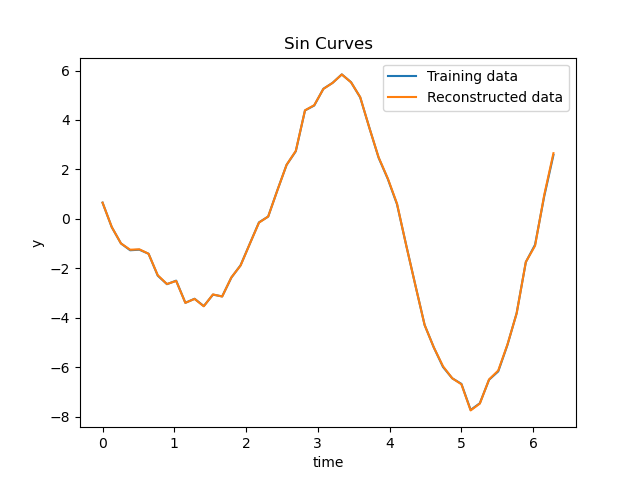 Sin Curves
Training data
Reconstructed data
y
6
4
2
0
−2
−4
−6
−8
0 1 2 3 4 5 6
time